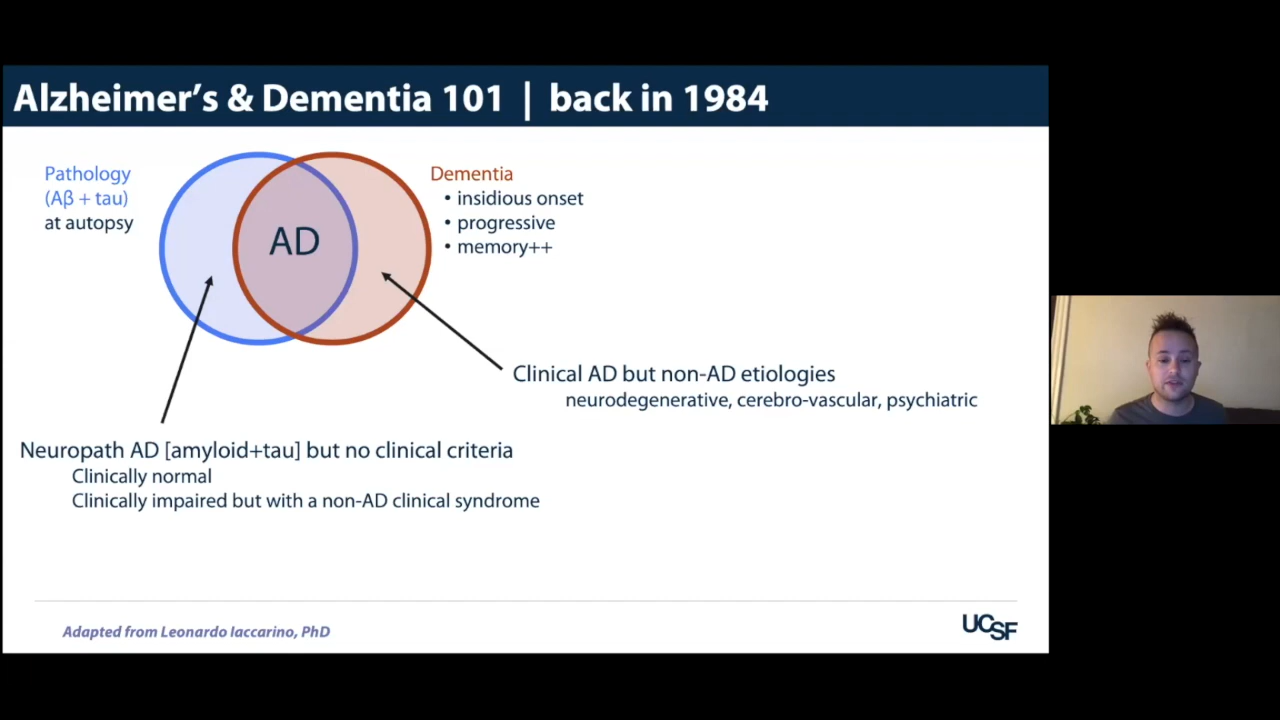 Alzheimer's & Dementia 101 | back in 1984
Pathology
(Aβ + tau)
at autopsy
AD
Dementia
• insidious onset
• progressive
• memory++
Clinical AD but non-AD etiologies
neurodegenerative, cerebro-vascular, psychiatric
Neuropath AD [amyloid+tau] but no clinical criteria
Clinically normal
Clinically impaired but with a non-AD clinical syndrome
Adapted from Leonardo Iaccarino, PhD
UCSF